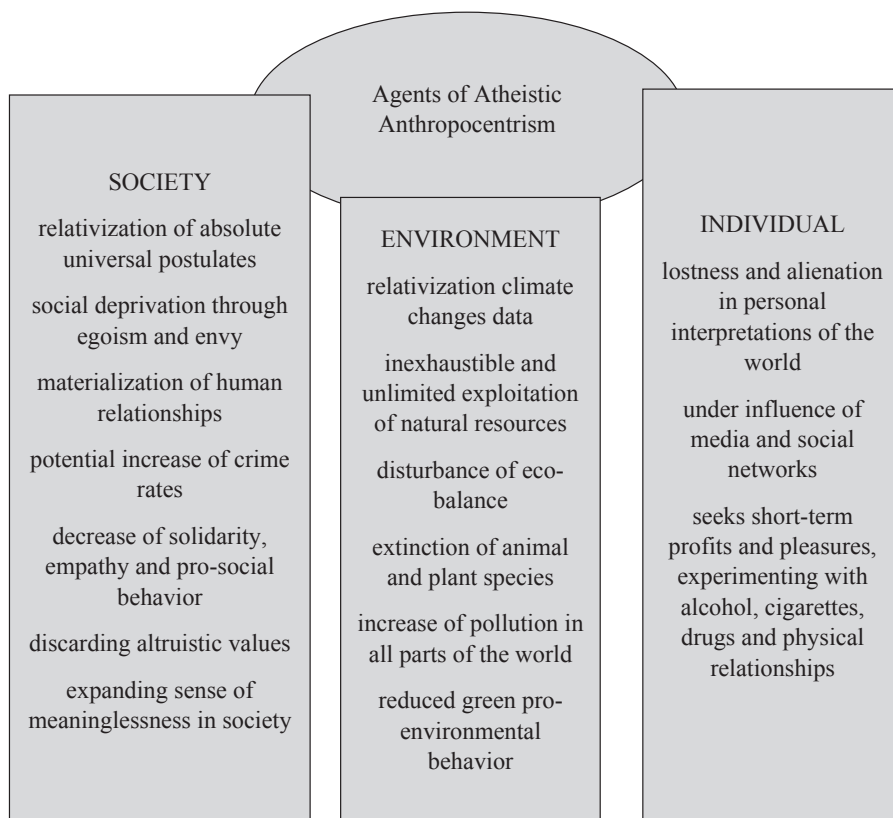 Agents of Atheistic
Anthropocentrism
SOCIETY
relativization of absolute
universal postulates
social deprivation through
egoism and envy
materialization of human
relationships
potential increase of crime
rates
decrease of solidarity,
empathy and pro-social
behavior
discarding altruistic values
expanding sense of
meaninglessness in society
ENVIRONMENT
relativization climate
changes data
inexhaustible and
unlimited exploitation
of natural resources
disturbance of eco-
balance
extinction of animal
and plant species
increase of pollution in
all parts of the world
reduced green pro-
environmental
behavior
INDIVIDUAL
lostness and alienation
in personal
interpretations of the
world
under influence of
media and social
networks
seeks short-term
profits and pleasures,
experimenting with
alcohol, cigarettes,
drugs and physical
relationships